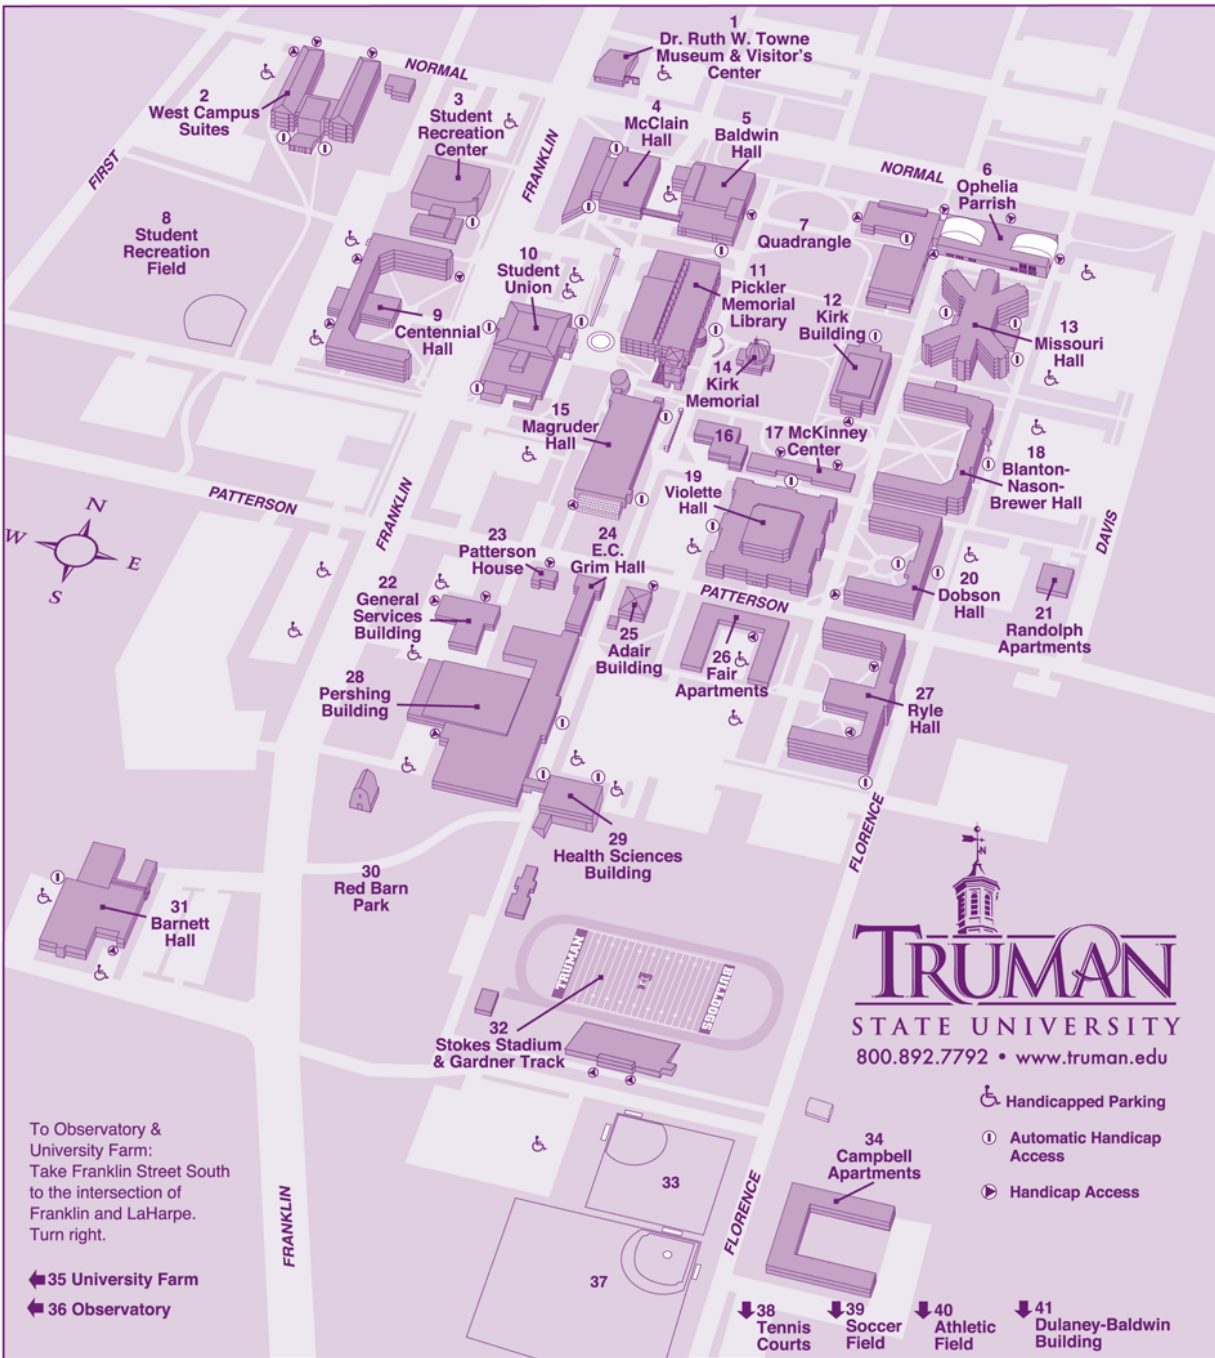 1
Dr. Ruth W. Towne
Museum & Visitor's
Center
NORMAL
2
West Campus
Suites
3
Student
Recreation
Center
FRANKLIN
4
McClain
Hall
5
Baldwin
Hall
NORMAL
6
Ophelia
Parrish
FIRST
8
Student
Recreation
Field
7
Quadrangle
10
Student
Union
11
Pickler
Memorial
Library
12
Kirk
Building
9
Centennial
Hall
13
Missouri
Hall
14
Kirk
Memorial
15
Magruder
Hall
16
17 McKinney
Center
18
Blanton-
Nason-
Brewer Hall
19
Violette
Hall
PATTERSON
FRANKLIN
DAVIS
N
W
E
S
23
Patterson
House
24
E.C.
Grim Hall
22
General
Services
Building
PATTERSON
20
Dobson
Hall
21
Randolph
Apartments
25
Adair
Building
26
Fair
Apartments
28
Pershing
Building
27
Ryle
Hall
29
Health Sciences
Building
FLORENCE
30
Red Barn
Park
31
Barnett
Hall
N
TRUMAN
STATE UNIVERSITY
800.892.7792 • www.truman.edu
TRUMAN
BULLDOGS
32
Stokes Stadium
& Gardner Track
Handicapped Parking
Automatic Handicap
Access
Handicap Access
To Observatory &
University Farm:
Take Franklin Street South
to the intersection of
Franklin and LaHarpe.
Turn right.
35 University Farm
36 Observatory
FRANKLIN
33
34
Campbell
Apartments
FLORENCE
37
38
Tennis
Courts
39
Soccer
Field
40
Athletic
Field
41
Dulaney-Baldwin
Building